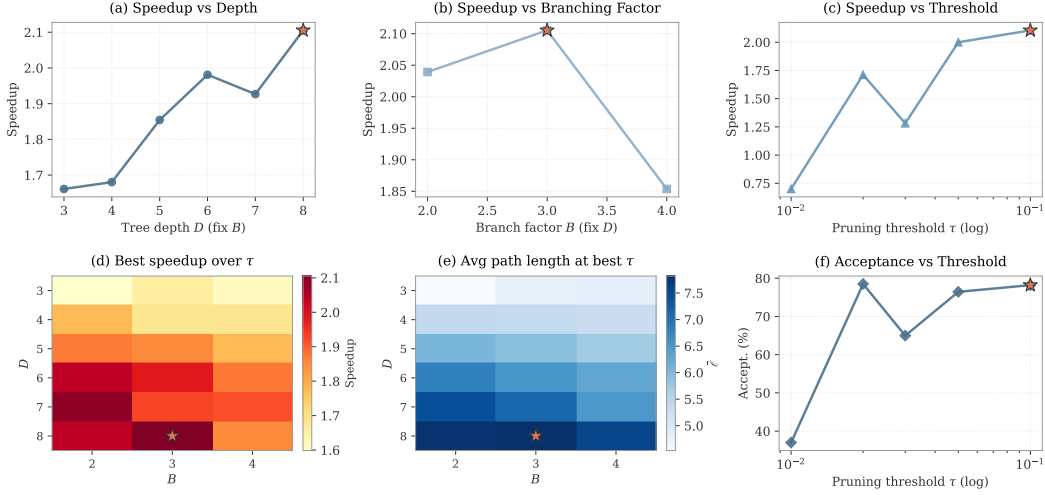 (a) Speedup vs Depth
Speedup
2.1
2.0
1.9
1.8
1.7
3 4 5 6 7 8
Tree depth D (fix B)
(b) Speedup vs Branching Factor
Speedup
2.10
2.05
2.00
1.95
1.90
1.85
2.0 2.5 3.0 3.5 4.0
Branch factor B (fix D)
(c) Speedup vs Threshold
Speedup
2.00
1.75
1.50
1.25
1.00
0.75
10⁻² 10⁻¹
Pruning threshold τ (log)
(d) Best speedup over τ
D
3
4
5
6
7
8
2 3 4
B
2.1
2.0
1.9
1.8
1.7
1.6
Speedup
(e) Avg path length at best τ
D
3
4
5
6
7
8
2 3 4
B
7.5
7.0
6.5
6.0
5.5
5.0
ℓ̄
(f) Acceptance vs Threshold
Accept. (%)
80
70
60
50
40
10⁻² 10⁻¹
Pruning threshold τ (log)